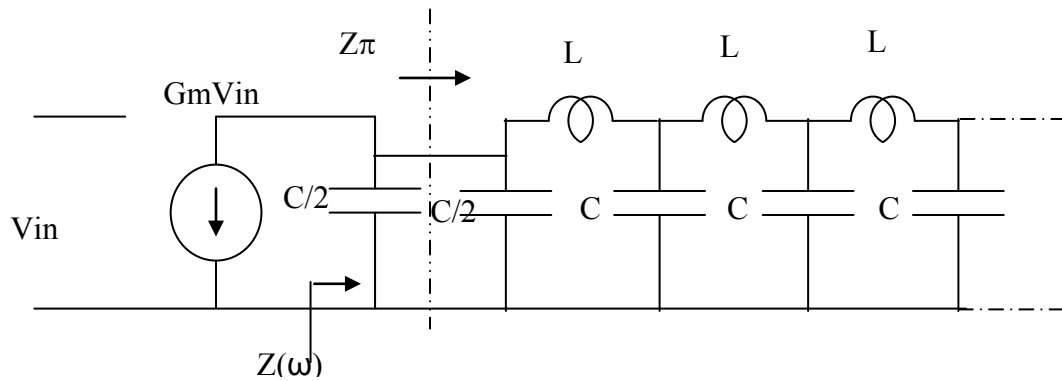 Zπ
L L L
GmVin
C/2 C/2 C C C
Vin
Z(ω)